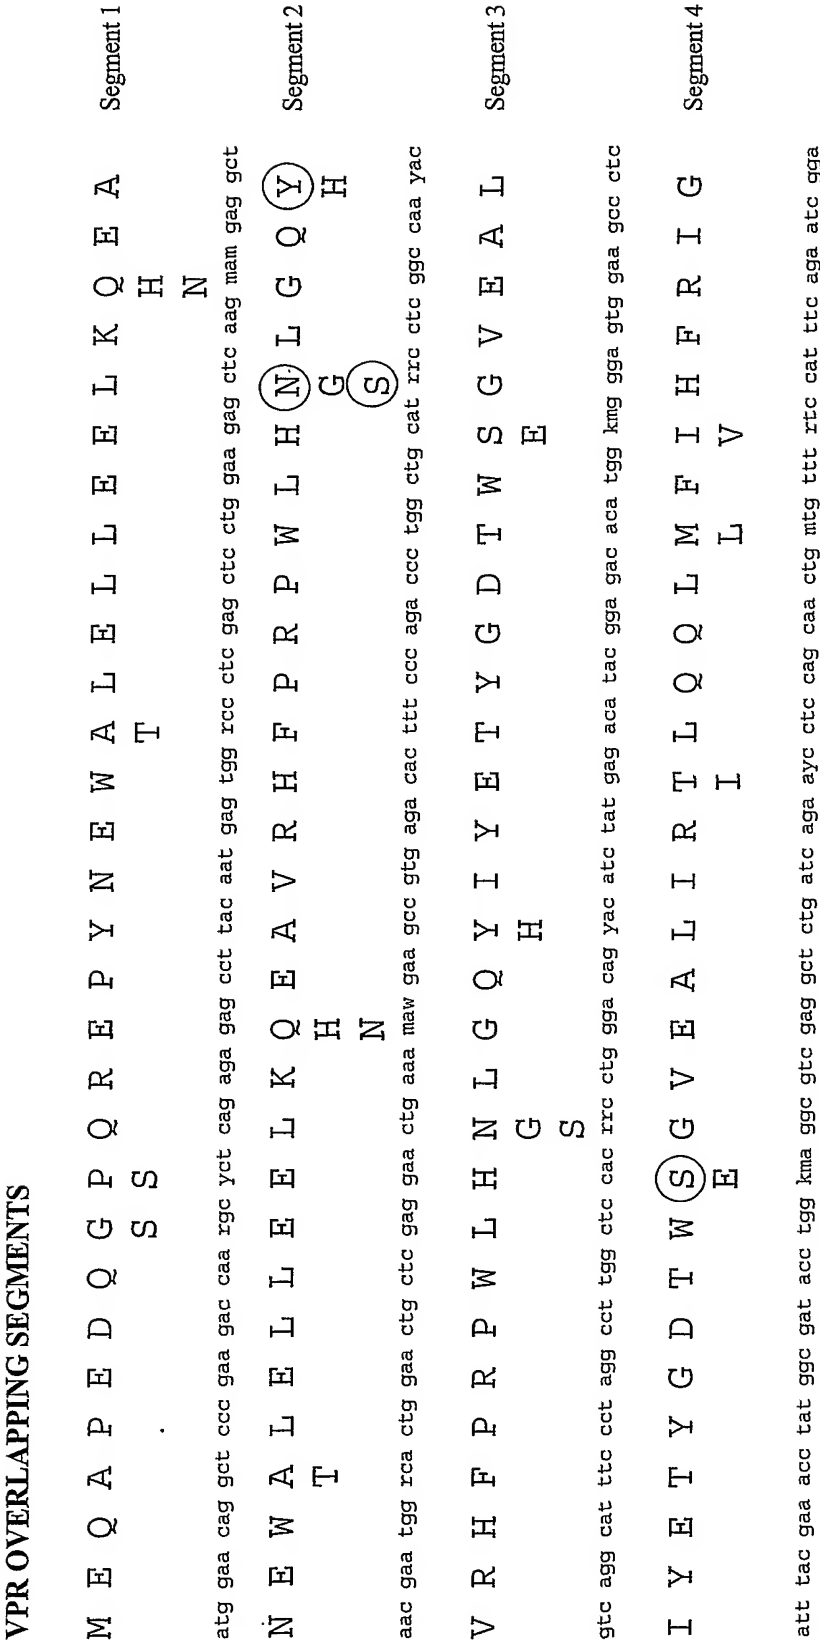 VPR OVERLAPPING SEGMENTS
M E Q A P E D Q G P Q R E P Y N E W A L E L L E E L K Q E A Segment 1
S S T H
N
atg gaa cag gct ccc gaa gac caa rgc yct cag aga gag cct tac aat gag tgg rcc ctc gag ctc ctg gaa gag ctc aag mam gag gct
N E W A L E L L E E L K Q E A V R H F P R P W L H N L G Q Y Segment 2
T H G H
N S
aac gaa tgg rca ctg gaa ctg ctc gag gaa ctg aaa maw gaa gcc gtg aga cac ttt ccc aga ccc tgg ctg cat rrc ctc ggc caa yac
V R H F P R P W L H N L G Q Y I Y E T Y G D T W S G V E A L Segment 3
G H E
S
gtc agg cat ttc cct agg cct tgg ctc cac rrc ctg gga cag yac atc tat gag aca tac gga gac aca tgg kmg gga gtg gaa gcc ctc
I Y E T Y G D T W S G V E A L I R T L Q Q L M F I H F R I G Segment 4
E I L V
att tac gaa acc tat ggc gat acc tgg kma ggc gtc gag gct ctg atc aga ayc ctc cag caa ctg mtg ttt rtc cat ttc aga atc gga